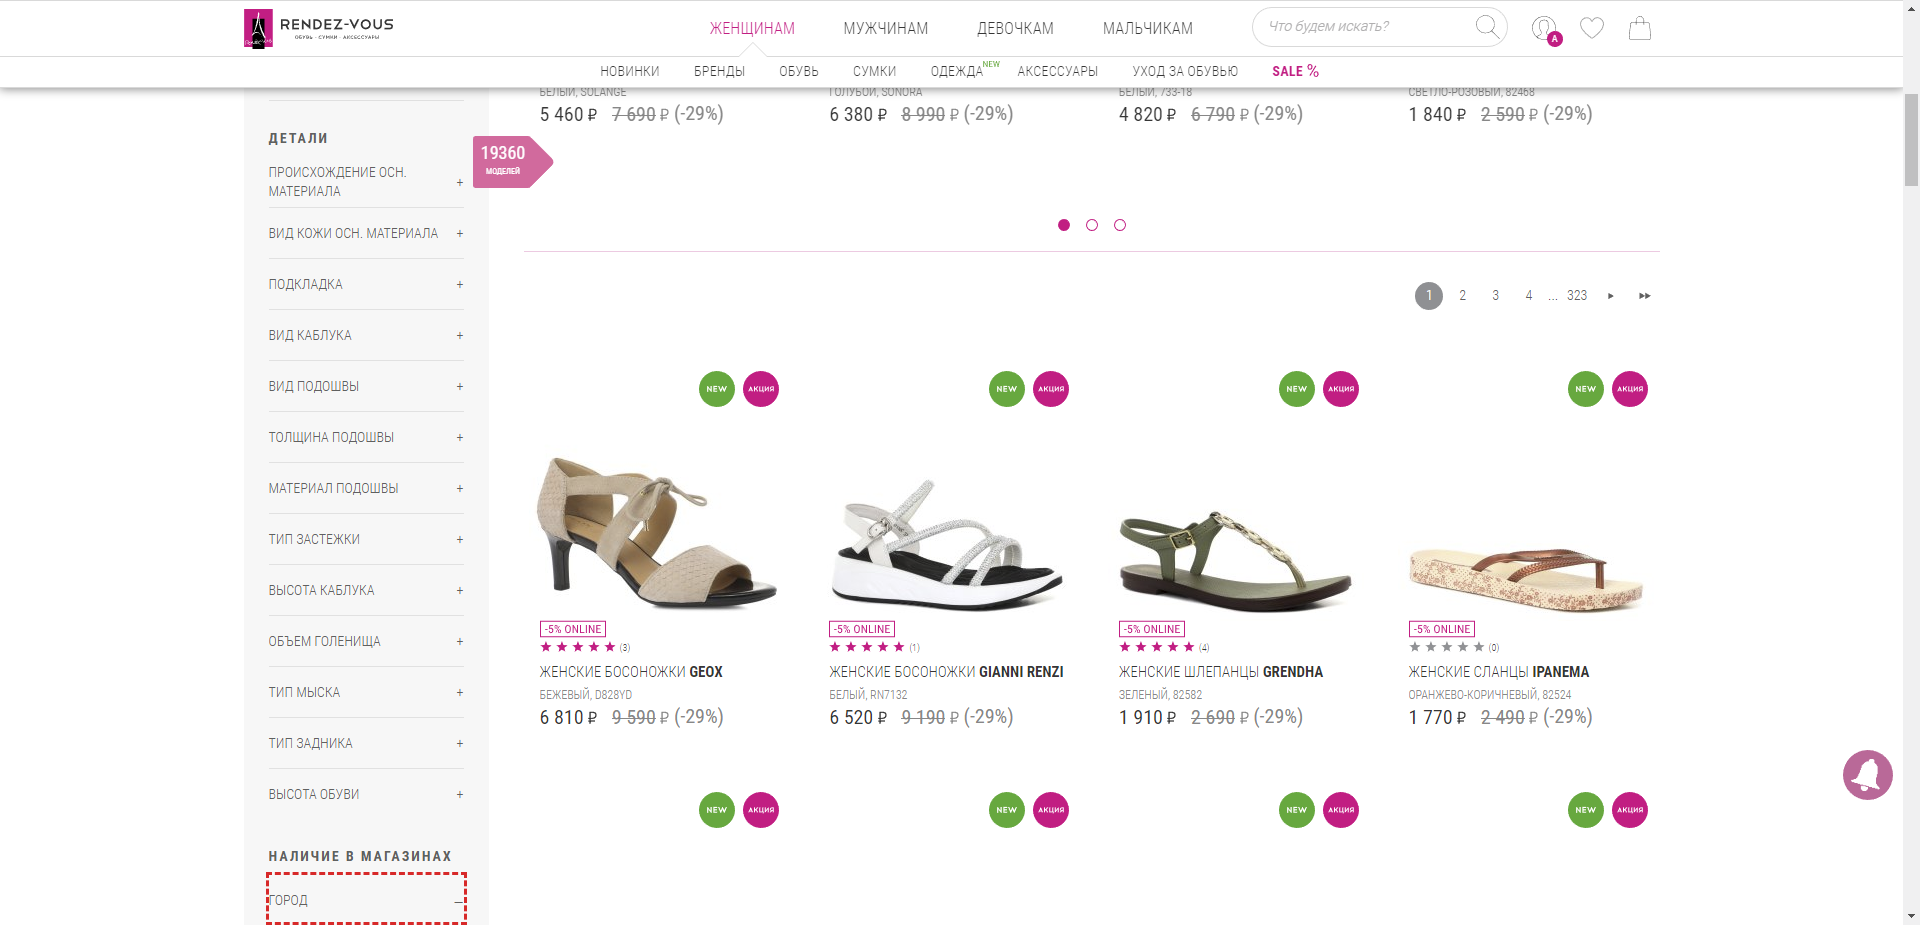 RENDEZ-VOUS
ОБУВЬ · СУМКИ · АКСЕССУАРЫ
ЖЕНЩИНАМ
МУЖЧИНАМ
ДЕВОЧКАМ
МАЛЬЧИКАМ
Что будем искать?
A
НОВИНКИ
БРЕНДЫ
ОБУВЬ
СУМКИ
ОДЕЖДА NEW
АКСЕССУАРЫ
УХОД ЗА ОБУВЬЮ
SALE %
БЕЛЫЙ, SOLANGE
5 460 ₽ 7 690 ₽ (-29%)
ГОЛУБОЙ, SONORA
6 380 ₽ 8 990 ₽ (-29%)
БЕЛЫЙ, 733-18
4 820 ₽ 6 790 ₽ (-29%)
СВЕТЛО-РОЗОВЫЙ, 82468
1 840 ₽ 2 590 ₽ (-29%)
ДЕТАЛИ
ПРОИСХОЖДЕНИЕ ОСН.
МАТЕРИАЛА +
ВИД КОЖИ ОСН. МАТЕРИАЛА +
ПОДКЛАДКА +
ВИД КАБЛУКА +
ВИД ПОДОШВЫ +
ТОЛЩИНА ПОДОШВЫ +
МАТЕРИАЛ ПОДОШВЫ +
ТИП ЗАСТЕЖКИ +
ВЫСОТА КАБЛУКА +
ОБЪЕМ ГОЛЕНИЩА +
ТИП МЫСКА +
ТИП ЗАДНИКА +
ВЫСОТА ОБУВИ +
НАЛИЧИЕ В МАГАЗИНАХ
ГОРОД –
19360
МОДЕЛЕЙ
1 2 3 4 ... 323
NEW АКЦИЯ
NEW АКЦИЯ
NEW АКЦИЯ
NEW АКЦИЯ
-5% ONLINE
(3)
ЖЕНСКИЕ БОСОНОЖКИ GEOX
БЕЖЕВЫЙ, D828YD
6 810 ₽ 9 590 ₽ (-29%)
-5% ONLINE
(1)
ЖЕНСКИЕ БОСОНОЖКИ GIANNI RENZI
БЕЛЫЙ, RN7132
6 520 ₽ 9 190 ₽ (-29%)
-5% ONLINE
(4)
ЖЕНСКИЕ ШЛЕПАНЦЫ GRENDHA
ЗЕЛЕНЫЙ, 82582
1 910 ₽ 2 690 ₽ (-29%)
-5% ONLINE
(0)
ЖЕНСКИЕ СЛАНЦЫ IPANEMA
ОРАНЖЕВО-КОРИЧНЕВЫЙ, 82524
1 770 ₽ 2 490 ₽ (-29%)
NEW АКЦИЯ
NEW АКЦИЯ
NEW АКЦИЯ
NEW АКЦИЯ